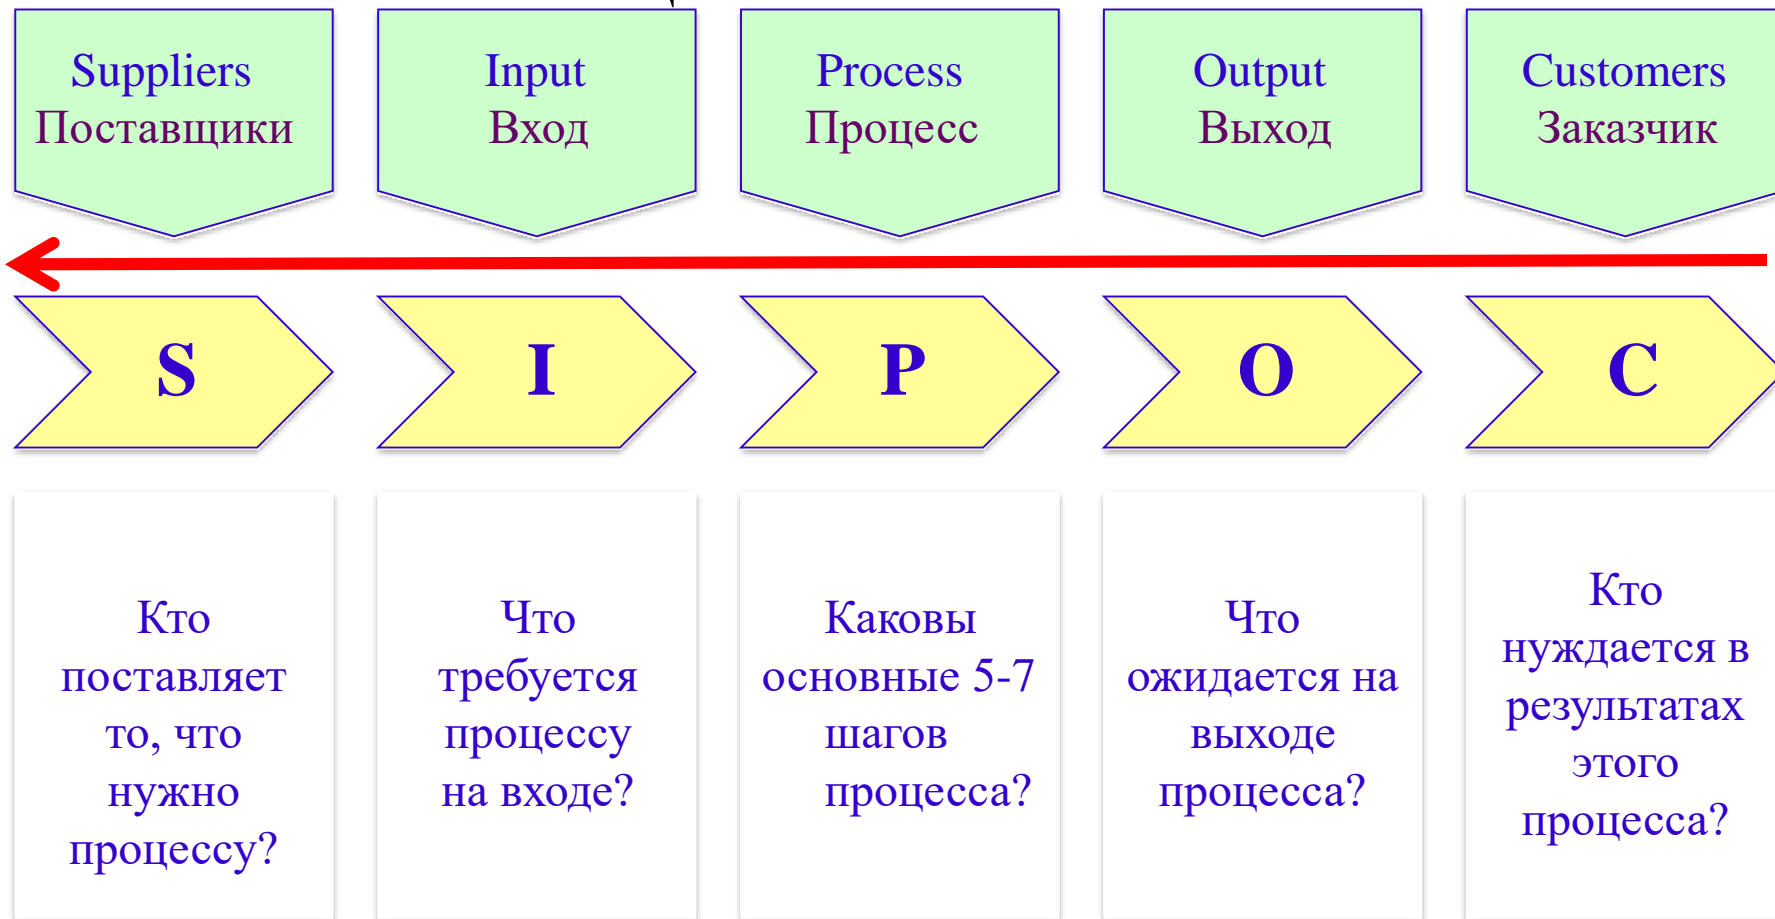 Suppliers
Поставщики
Input
Вход
Process
Процесс
Output
Выход
Customers
Заказчик
S
I
P
O
C
Кто
поставляет
то, что
нужно
процессу?
Что
требуется
процессу
на входе?
Каковы
основные 5-7
шагов
процесса?
Что
ожидается на
выходе
процесса?
Кто
нуждается в
результатах
этого
процесса?